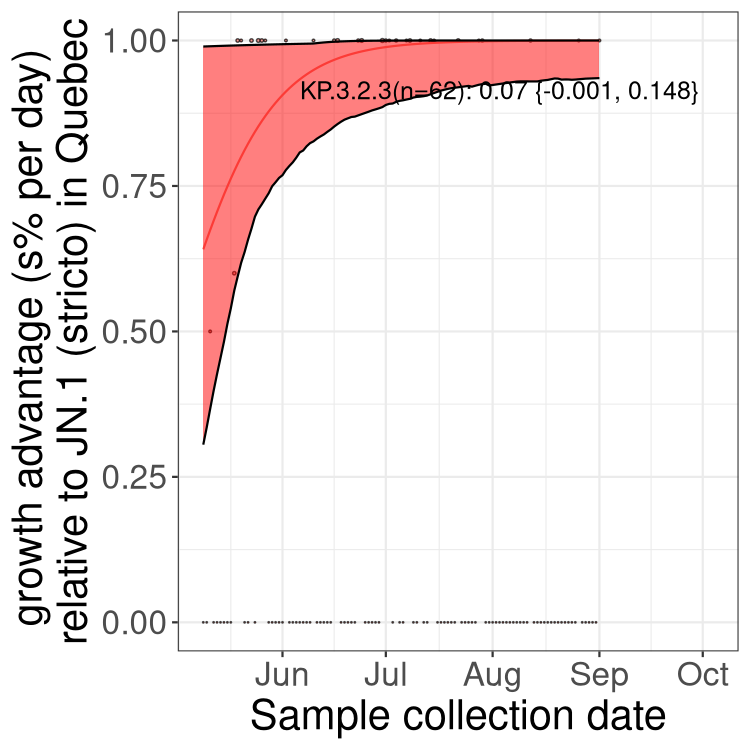 growth advantage (s% per day)
relative to JN.1 (stricto) in Quebec
1.00
0.75
0.50
0.25
0.00
KP.3.2.3(n=62): 0.07 {-0.001, 0.148}
Jun Jul Aug Sep Oct
Sample collection date